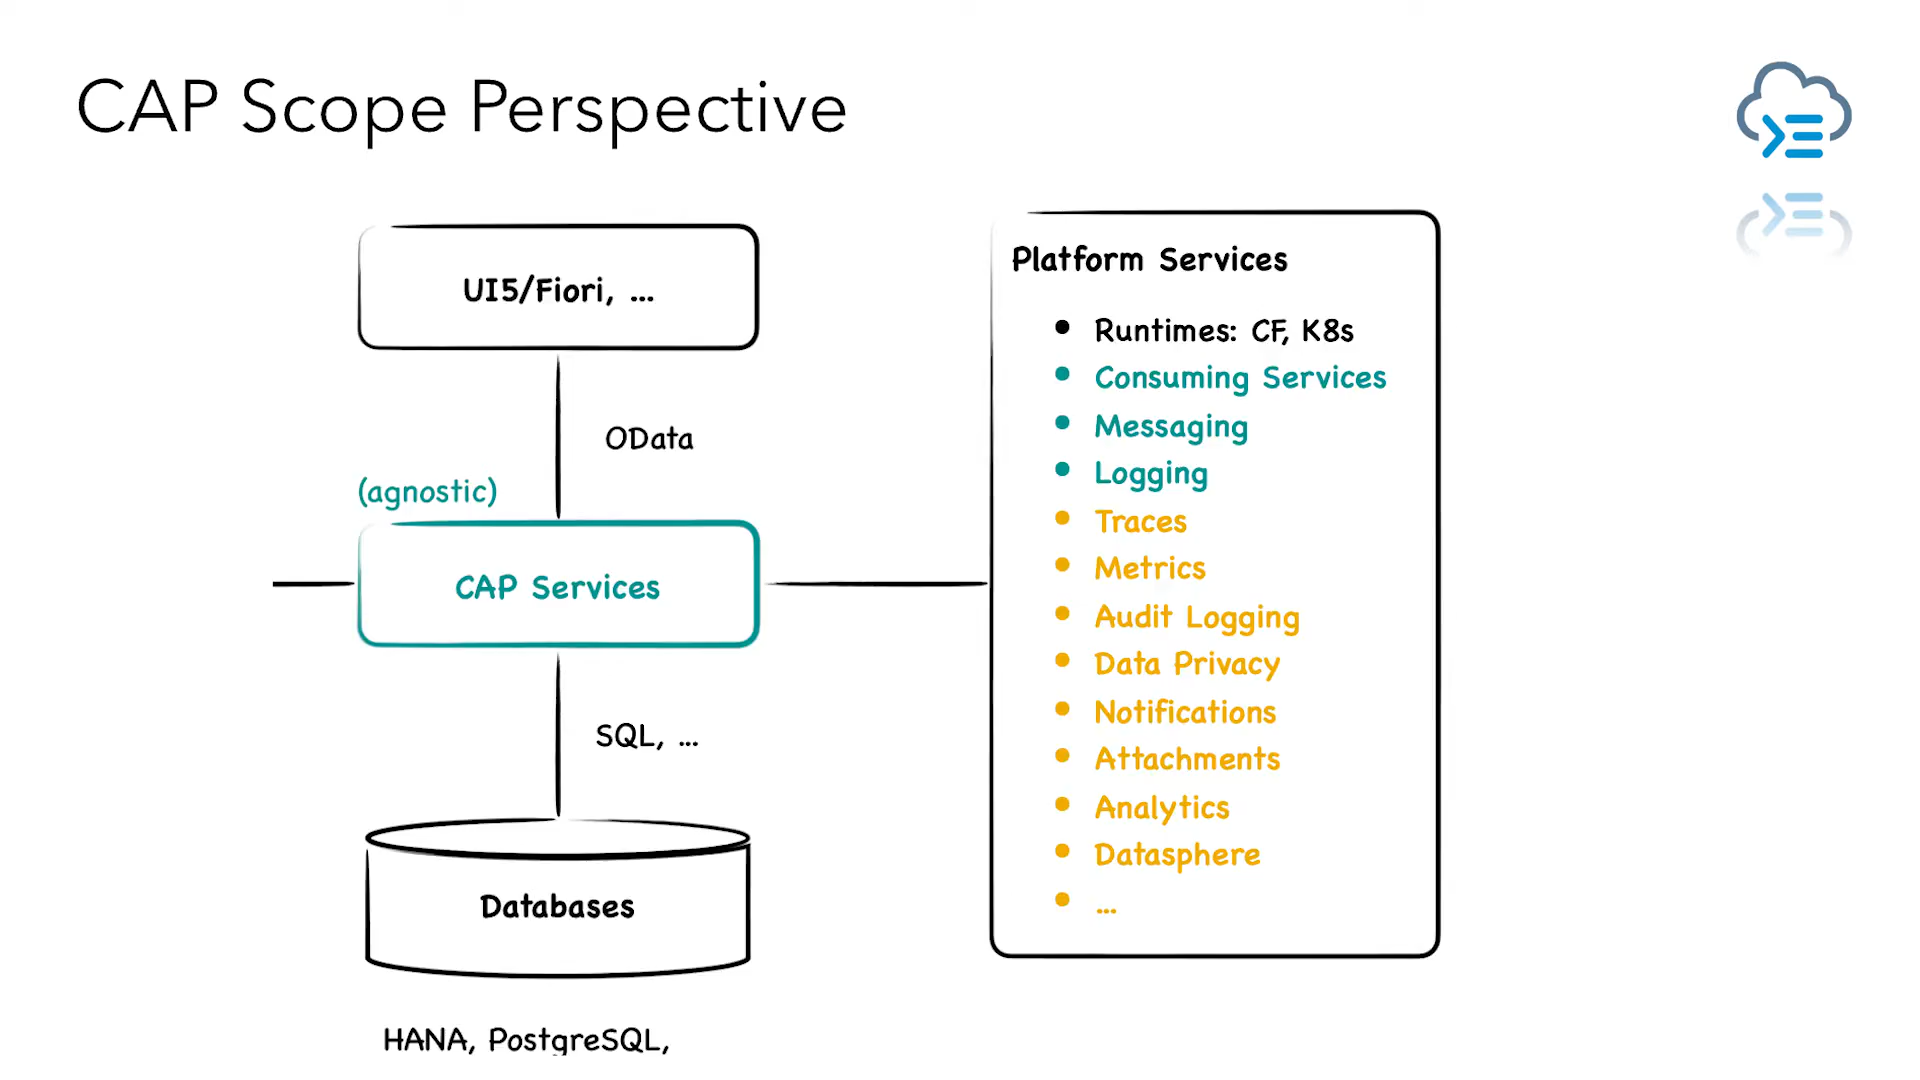 CAP Scope Perspective
UI5/Fiori, ...
OData
(agnostic)
CAP Services
SQL, ...
Databases
HANA, PostgreSQL,
Platform Services
• Runtimes: CF, K8s
• Consuming Services
• Messaging
• Logging
• Traces
• Metrics
• Audit Logging
• Data Privacy
• Notifications
• Attachments
• Analytics
• Datasphere
• ...